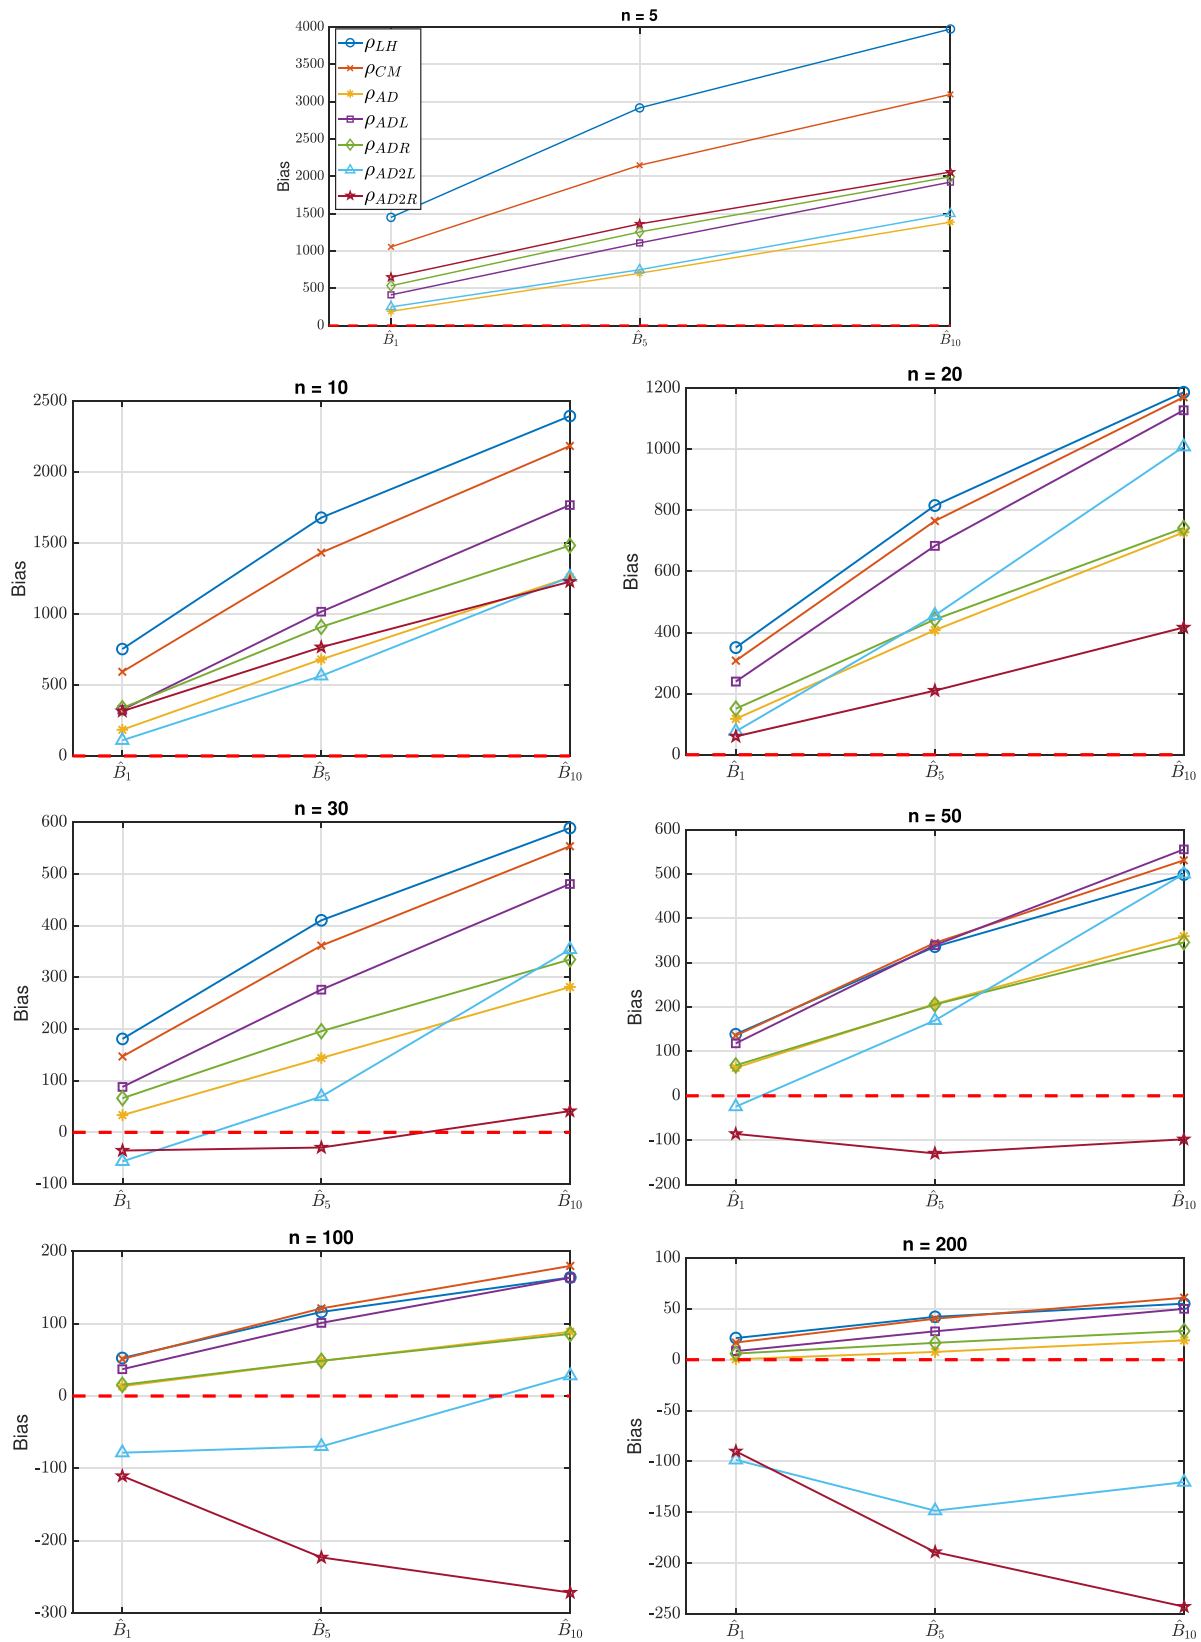 n = 5
4000
3500
3000
2500
2000
1500
1000
500
0
Bias
ρ_LH
ρ_CM
ρ_AD
ρ_ADL
ρ_ADR
ρ_AD2L
ρ_AD2R
B̂_1 B̂_5 B̂_10
n = 10
2500
2000
1500
1000
500
0
Bias
B̂_1 B̂_5 B̂_10
n = 20
1200
1000
800
600
400
200
0
Bias
B̂_1 B̂_5 B̂_10
n = 30
600
500
400
300
200
100
0
-100
Bias
B̂_1 B̂_5 B̂_10
n = 50
600
500
400
300
200
100
0
-100
-200
Bias
B̂_1 B̂_5 B̂_10
n = 100
200
100
0
-100
-200
-300
Bias
B̂_1 B̂_5 B̂_10
n = 200
100
50
0
-50
-100
-150
-200
-250
Bias
B̂_1 B̂_5 B̂_10